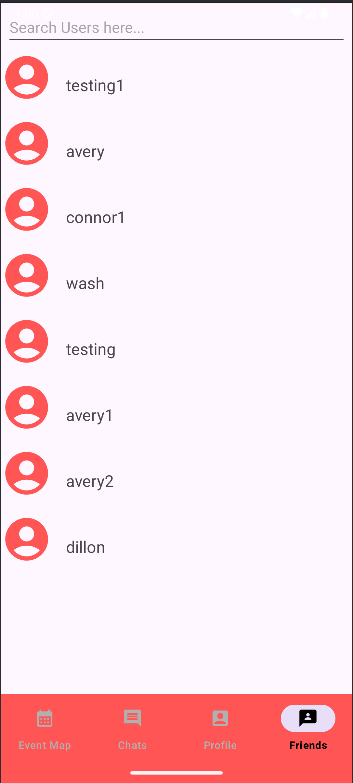 Search Users here...
testing1
avery
connor1
wash
testing
avery1
avery2
dillon
Event Map
Chats
Profile
Friends